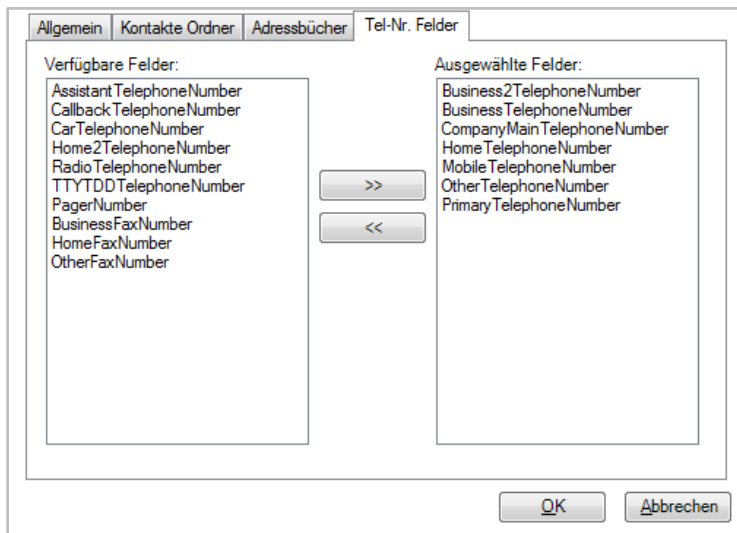 Allgemein
Kontakte Ordner
Adressbücher
Tel-Nr. Felder
Verfügbare Felder:
AssistantTelephoneNumber
CallbackTelephoneNumber
CarTelephoneNumber
Home2TelephoneNumber
RadioTelephoneNumber
TTYTDDTelephoneNumber
PagerNumber
BusinessFaxNumber
HomeFaxNumber
OtherFaxNumber
>>
<<
Ausgewählte Felder:
Business2TelephoneNumber
BusinessTelephoneNumber
CompanyMainTelephoneNumber
HomeTelephoneNumber
MobileTelephoneNumber
OtherTelephoneNumber
PrimaryTelephoneNumber
OK
Abbrechen